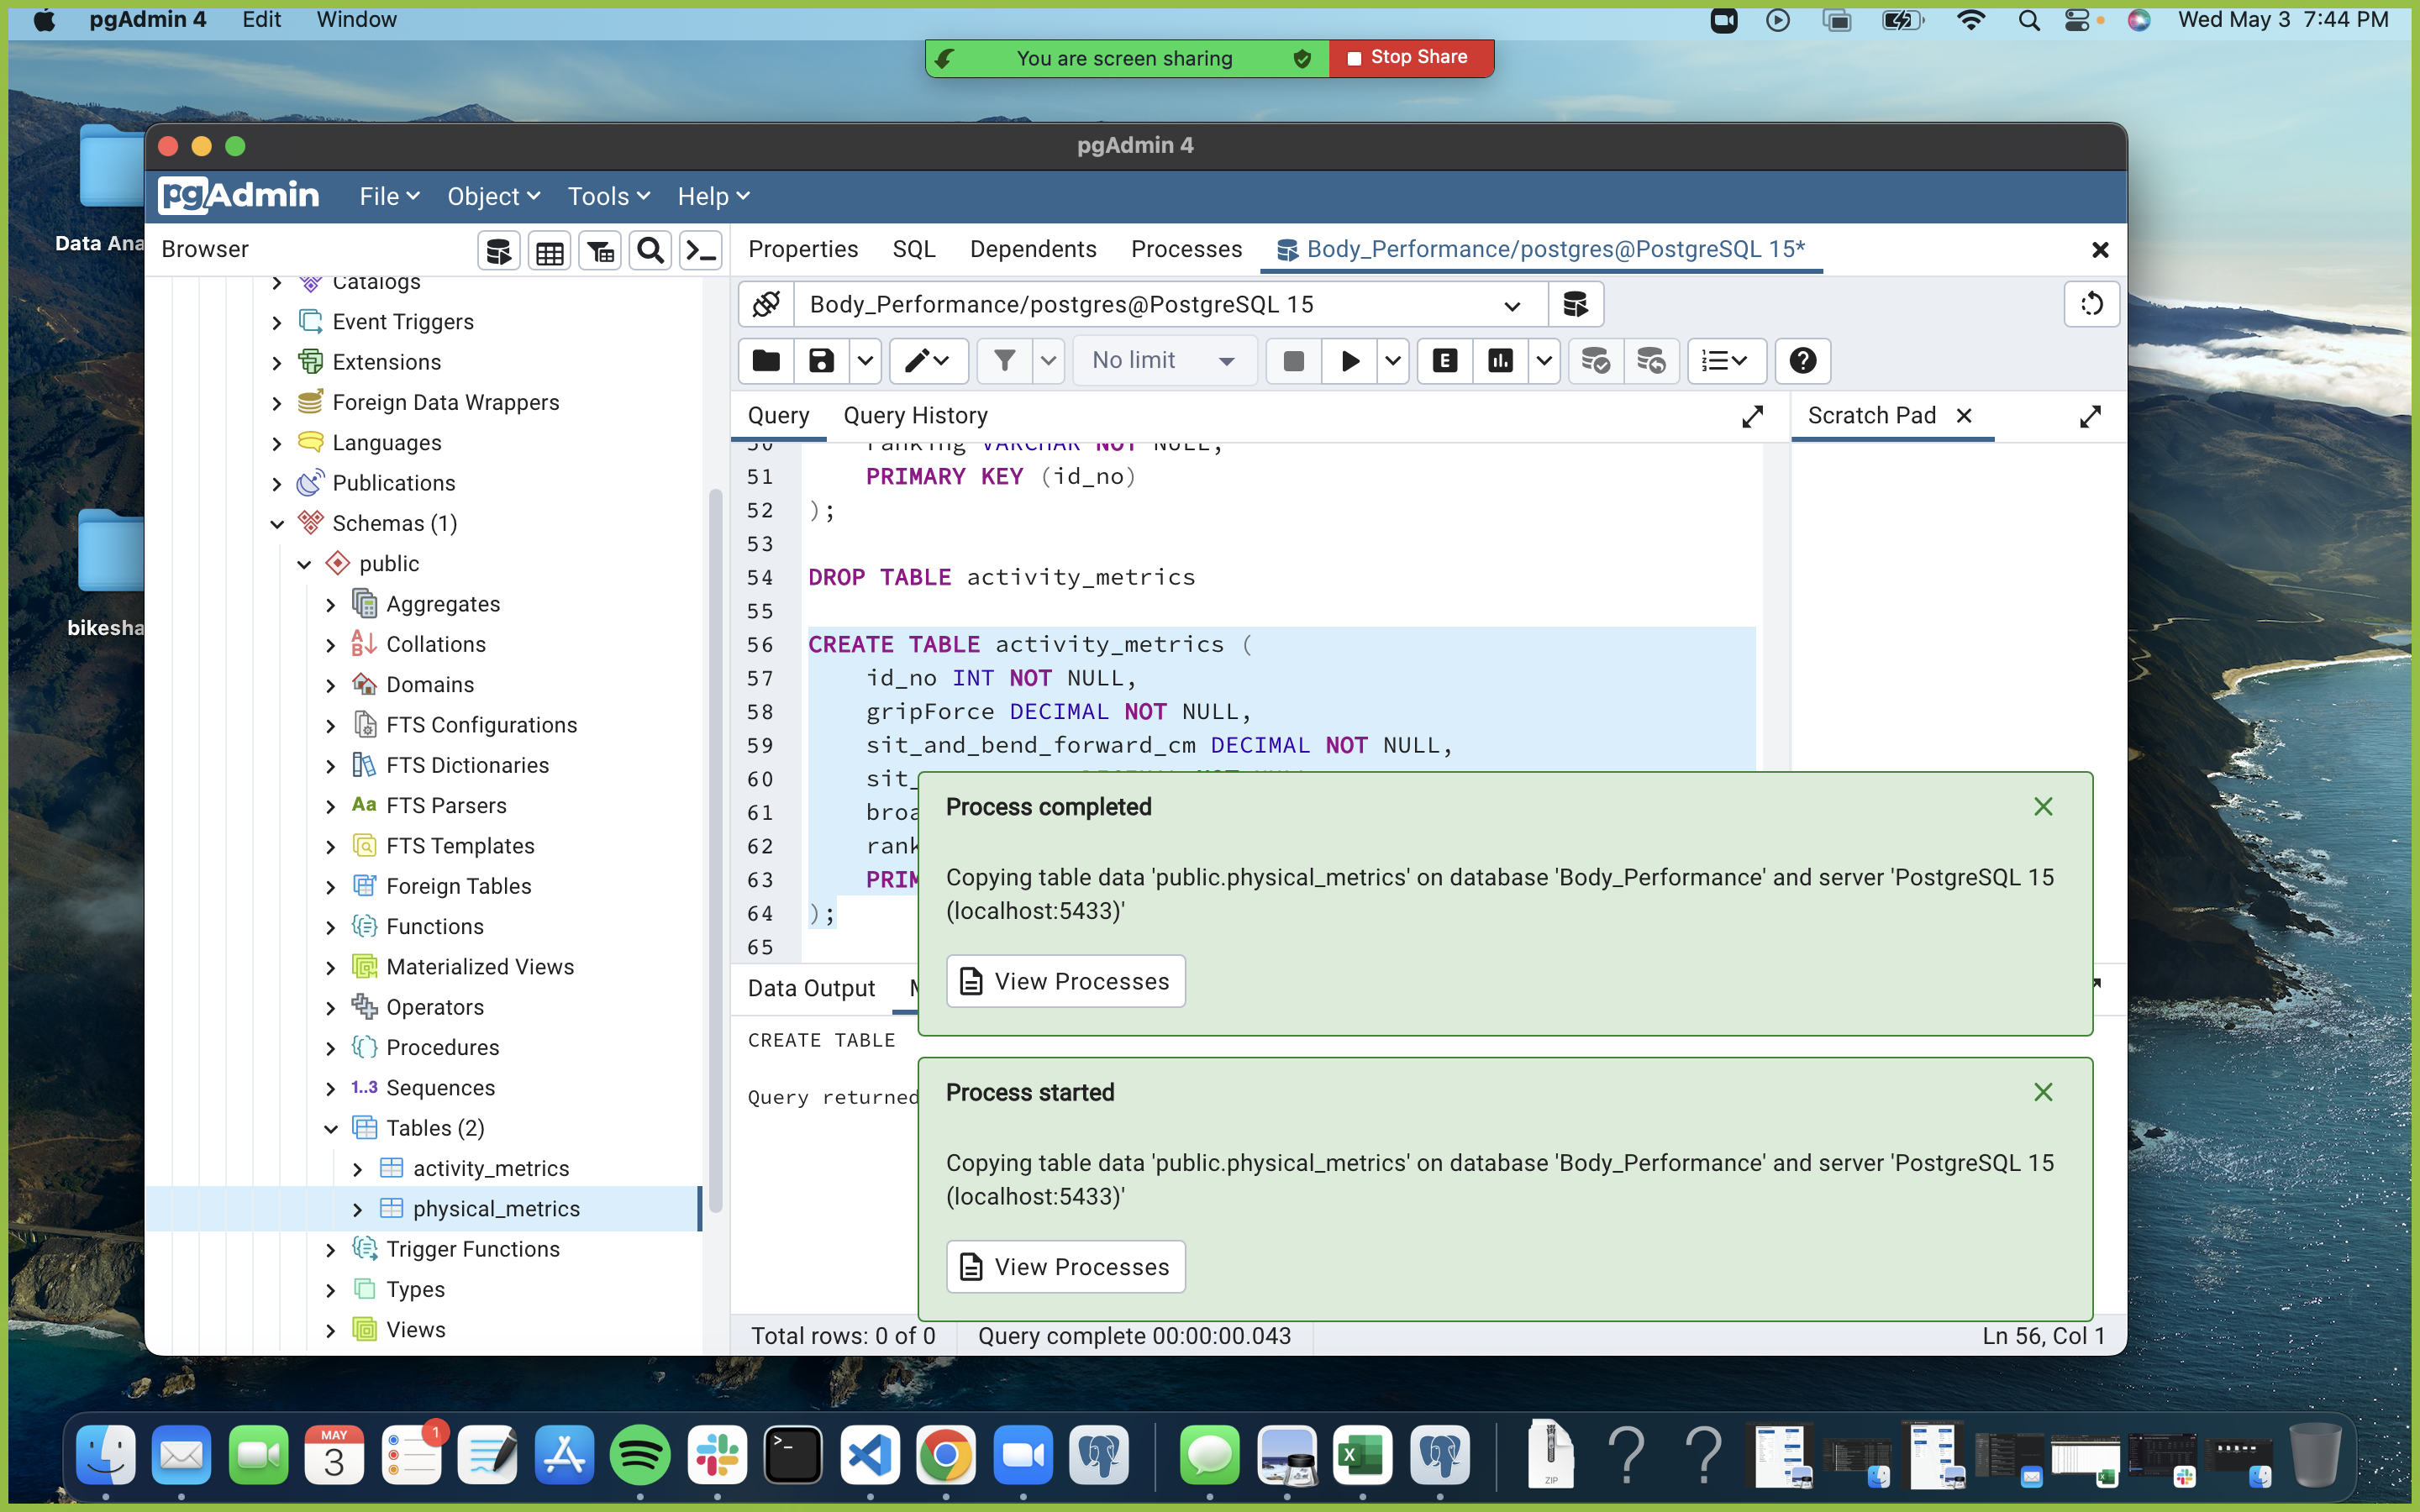 pgAdmin 4 Edit Window
Wed May 3 7:44 PM
You are screen sharing
Stop Share
Data Ana
bikesha
pgAdmin 4
pgAdmin File Object Tools Help
Browser
Properties SQL Dependents Processes Body_Performance/postgres@PostgreSQL 15*
Catalogs
Event Triggers
Extensions
Foreign Data Wrappers
Languages
Publications
Schemas (1)
public
Aggregates
Collations
Domains
FTS Configurations
FTS Dictionaries
Aa FTS Parsers
FTS Templates
Foreign Tables
Functions
Materialized Views
Operators
Procedures
1..3 Sequences
Tables (2)
activity_metrics
physical_metrics
Trigger Functions
Types
Views
Body_Performance/postgres@PostgreSQL 15
No limit
E
Query Query History
Scratch Pad
50 ranking VARCHAR NOT NULL,
51 PRIMARY KEY (id_no)
52 );
53
54 DROP TABLE activity_metrics
55
56 CREATE TABLE activity_metrics (
57 id_no INT NOT NULL,
58 gripForce DECIMAL NOT NULL,
59 sit_and_bend_forward_cm DECIMAL NOT NULL,
60 sit_
61 broa
62 rank
63 PRIM
64 );
65
Process completed
Copying table data 'public.physical_metrics' on database 'Body_Performance' and server 'PostgreSQL 15
(localhost:5433)'
View Processes
Data Output
CREATE TABLE
Query returned
Process started
Copying table data 'public.physical_metrics' on database 'Body_Performance' and server 'PostgreSQL 15
(localhost:5433)'
View Processes
Total rows: 0 of 0 Query complete 00:00:00.043
Ln 56, Col 1
MAY
3
1
ZIP